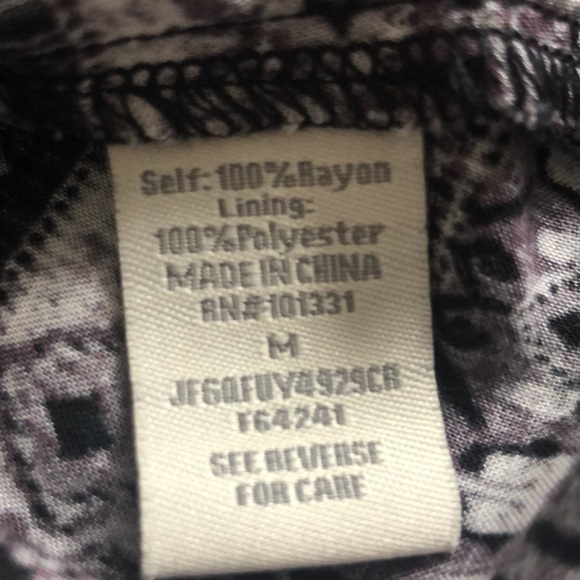 Self: 100%Rayon
Lining:
100%Polyester
MADE IN CHINA
RN#101331
M
JF6QFUY4929CR
F64241
SEE REVERSE
FOR CARE